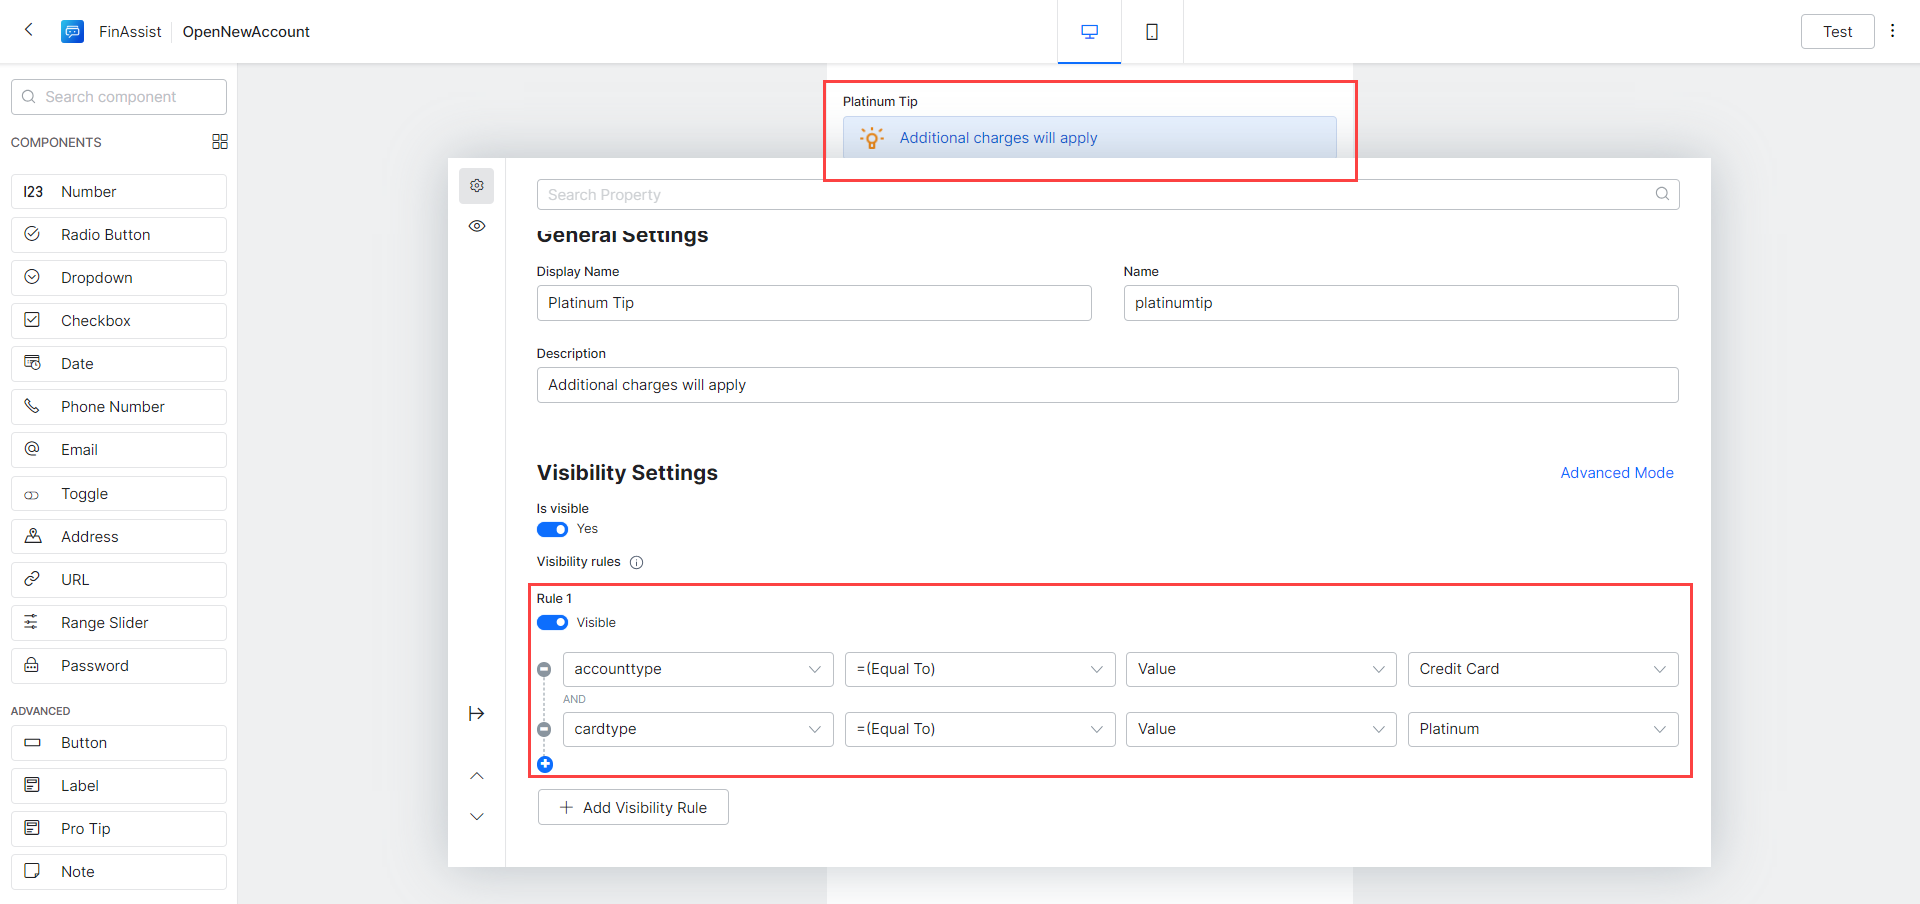 FinAssist OpenNewAccount Test
Search component
COMPONENTS
123 Number
Radio Button
Dropdown
Checkbox
Date
Phone Number
Email
Toggle
Address
URL
Range Slider
Password
ADVANCED
Button
Label
Pro Tip
Note
Platinum Tip
Additional charges will apply
Search Property
General Settings
Display Name Name
Platinum Tip platinumtip
Description
Additional charges will apply
Visibility Settings Advanced Mode
Is visible
Yes
Visibility rules
Rule 1
Visible
accounttype =(Equal To) Value Credit Card
AND
cardtype =(Equal To) Value Platinum
Add Visibility Rule